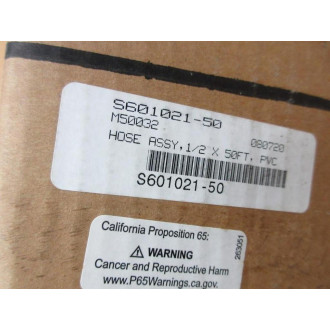 S601021-50
M50032 080720
HOSE ASSY,1/2 X 50FT, PVC
S601021-50
California Proposition 65:
WARNING
Cancer and Reproductive Harm
www.P65Warnings.ca.gov.
263051